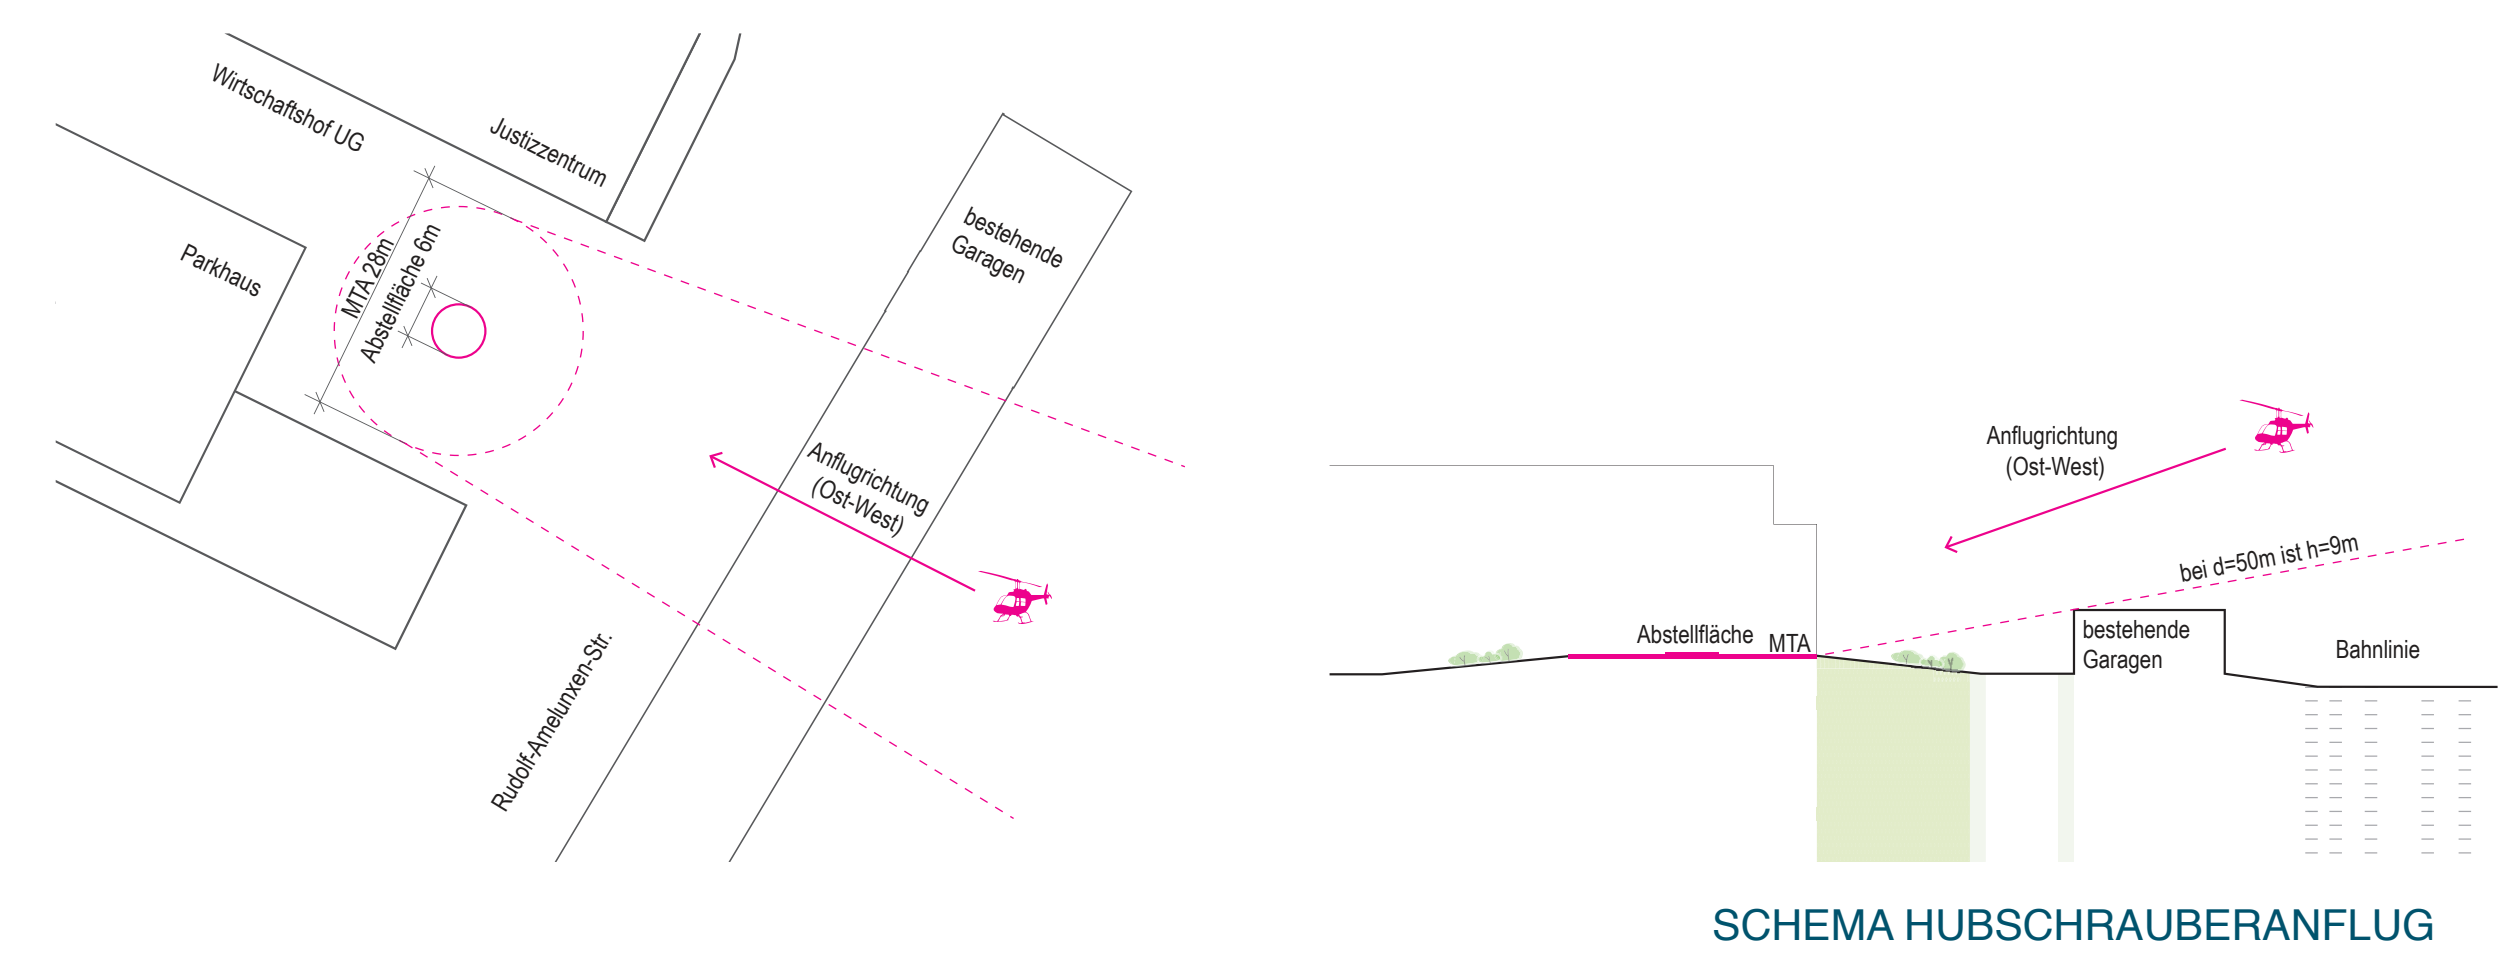 Wirtschaftshof UG
Justizzentrum
Parkhaus
MTA 28m
Abstellfläche 6m
bestehende
Garagen
Anflugrichtung
(Ost-West)
Rudolf-Amelunxen-Str.
Anflugrichtung
(Ost-West)
bei d=50m ist h=9m
Abstellfläche
MTA
bestehende
Garagen
Bahnlinie
SCHEMA HUBSCHRAUBERANFLUG